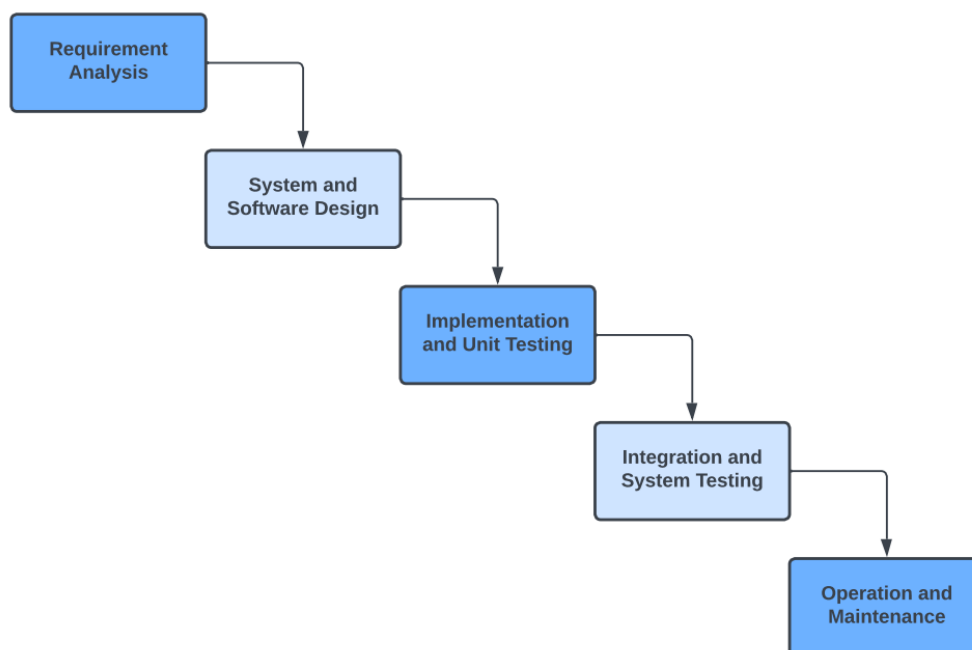 Requirement
Analysis
System and
Software Design
Implementation
and Unit Testing
Integration and
System Testing
Operation and
Maintenance